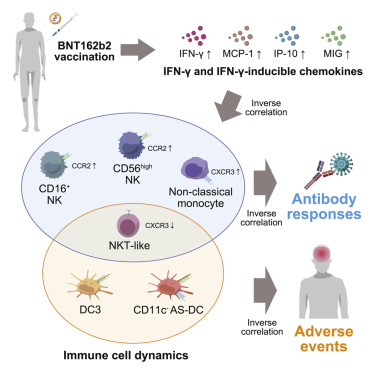 BNT162b2
vaccination
IFN-γ ↑ MCP-1 ↑ IP-10 ↑ MIG ↑
IFN-γ and IFN-γ-inducible chemokines
Inverse
correlation
CCR2 ↑
CD16⁺
NK
CCR2 ↑
CD56ʰⁱᵍʰ
NK
CXCR3 ↑
Non-classical
monocyte
CXCR3 ↓
NKT-like
Inverse
correlation
Antibody
responses
DC3
CD11c⁻ AS-DC
Inverse
correlation
Adverse
events
Immune cell dynamics